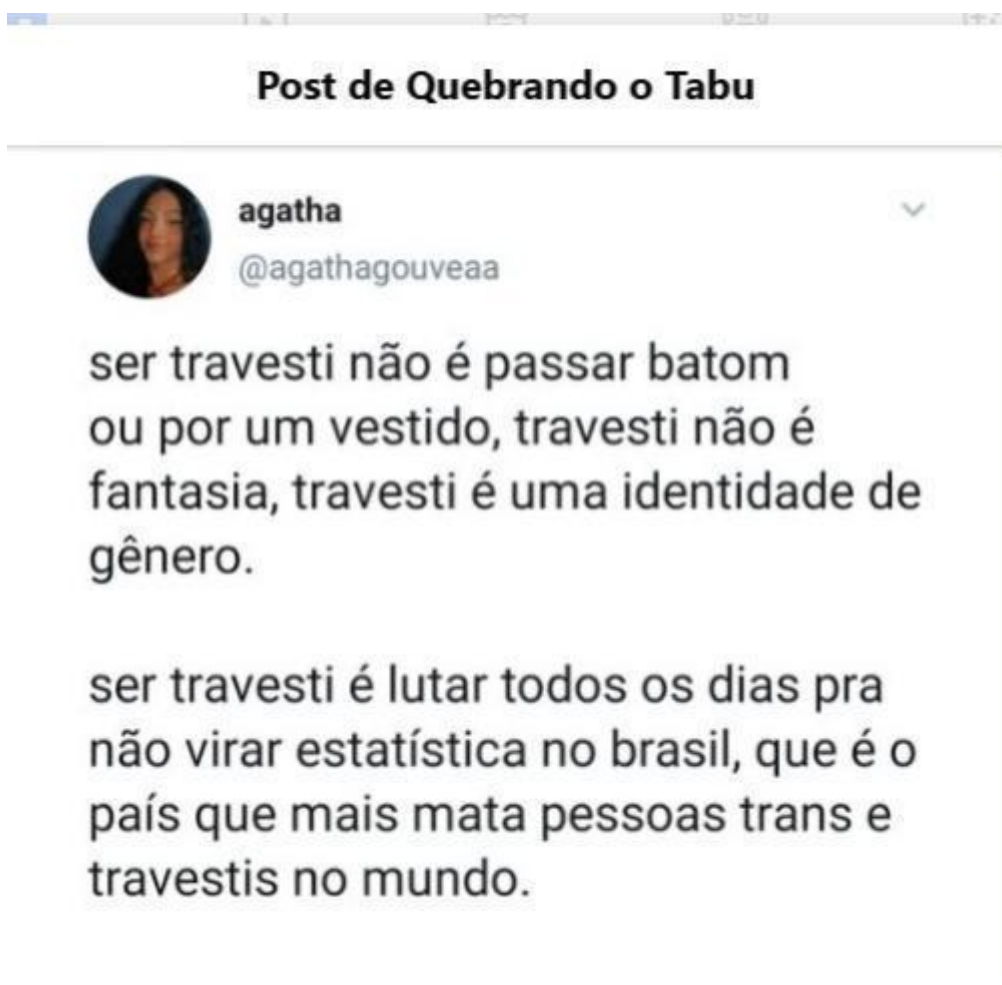 Post de Quebrando o Tabu
agatha
@agathagouveaa
ser travesti não é passar batom
ou por um vestido, travesti não é
fantasia, travesti é uma identidade de
gênero.
ser travesti é lutar todos os dias pra
não virar estatística no brasil, que é o
país que mais mata pessoas trans e
travestis no mundo.